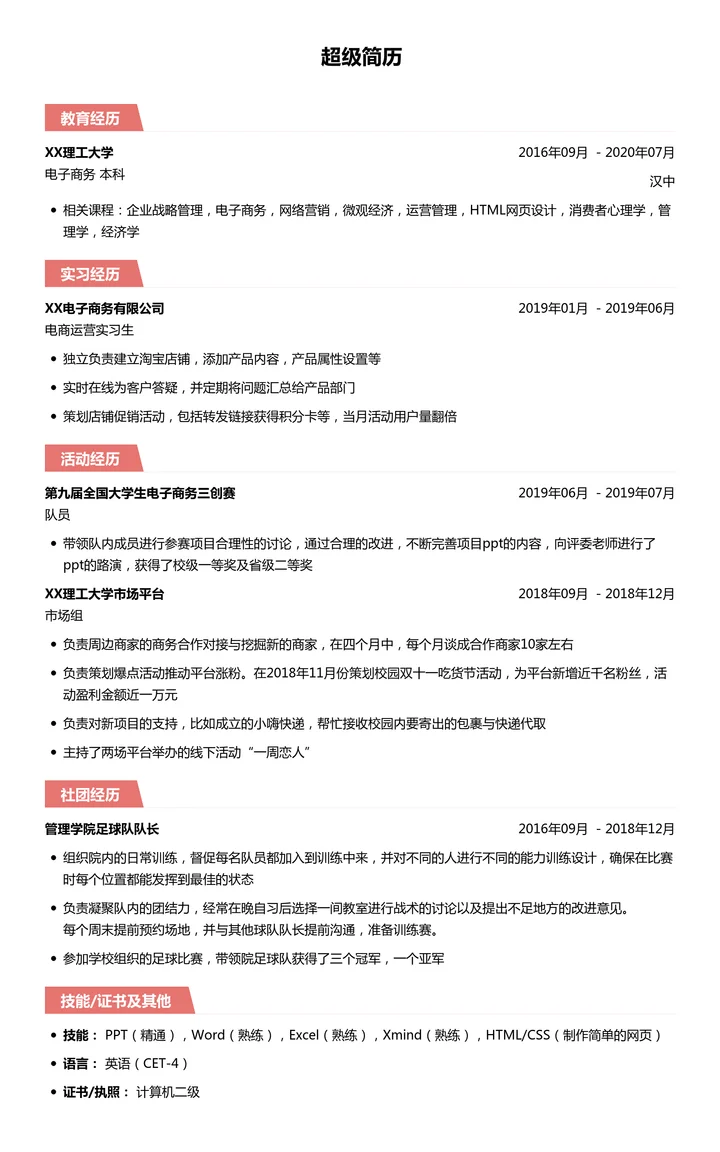 超级简历
教育经历
XX理工大学 2016年09月 - 2020年07月
电子商务 本科
汉中
• 相关课程：企业战略管理，电子商务，网络营销，微观经济，运营管理，HTML网页设计，消费者心理学，管
理学，经济学
实习经历
XX电子商务有限公司 2019年01月 - 2019年06月
电商运营实习生
• 独立负责建立淘宝店铺，添加产品内容，产品属性设置等
• 实时在线为客户答疑，并定期将问题汇总给产品部门
• 策划店铺促销活动，包括转发链接获得积分卡等，当月活动用户量翻倍
活动经历
第九届全国大学生电子商务三创赛 2019年06月 - 2019年07月
队员
• 带领队内成员进行参赛项目合理性的讨论，通过合理的改进，不断完善项目ppt的内容，向评委老师进行了
ppt的路演，获得了校级一等奖及省级二等奖
XX理工大学市场平台 2018年09月 - 2018年12月
市场组
• 负责周边商家的商务合作对接与挖掘新的商家，在四个月中，每个月谈成合作商家10家左右
• 负责策划爆点活动推动平台涨粉。在2018年11月份策划校园双十一吃货节活动，为平台新增近千名粉丝，活
动盈利金额近一万元
• 负责对新项目的支持，比如成立的小嗨快递，帮忙接收校园内要寄出的包裹与快递代取
• 主持了两场平台举办的线下活动“一周恋人”
社团经历
管理学院足球队队长 2016年09月 - 2018年12月
• 组织院内的日常训练，督促每名队员都加入到训练中来，并对不同的人进行不同的能力训练设计，确保在比赛
时每个位置都能发挥到最佳的状态
• 负责凝聚队内的团结力，经常在晚自习后选择一间教室进行战术的讨论以及提出不足地方的改进意见。
每个周末提前预约场地，并与其他球队队长提前沟通，准备训练赛。
• 参加学校组织的足球比赛，带领院足球队获得了三个冠军，一个亚军
技能/证书及其他
• 技能： PPT（精通），Word（熟练），Excel（熟练），Xmind（熟练），HTML/CSS（制作简单的网页）
• 语言： 英语（CET-4）
• 证书/执照： 计算机二级